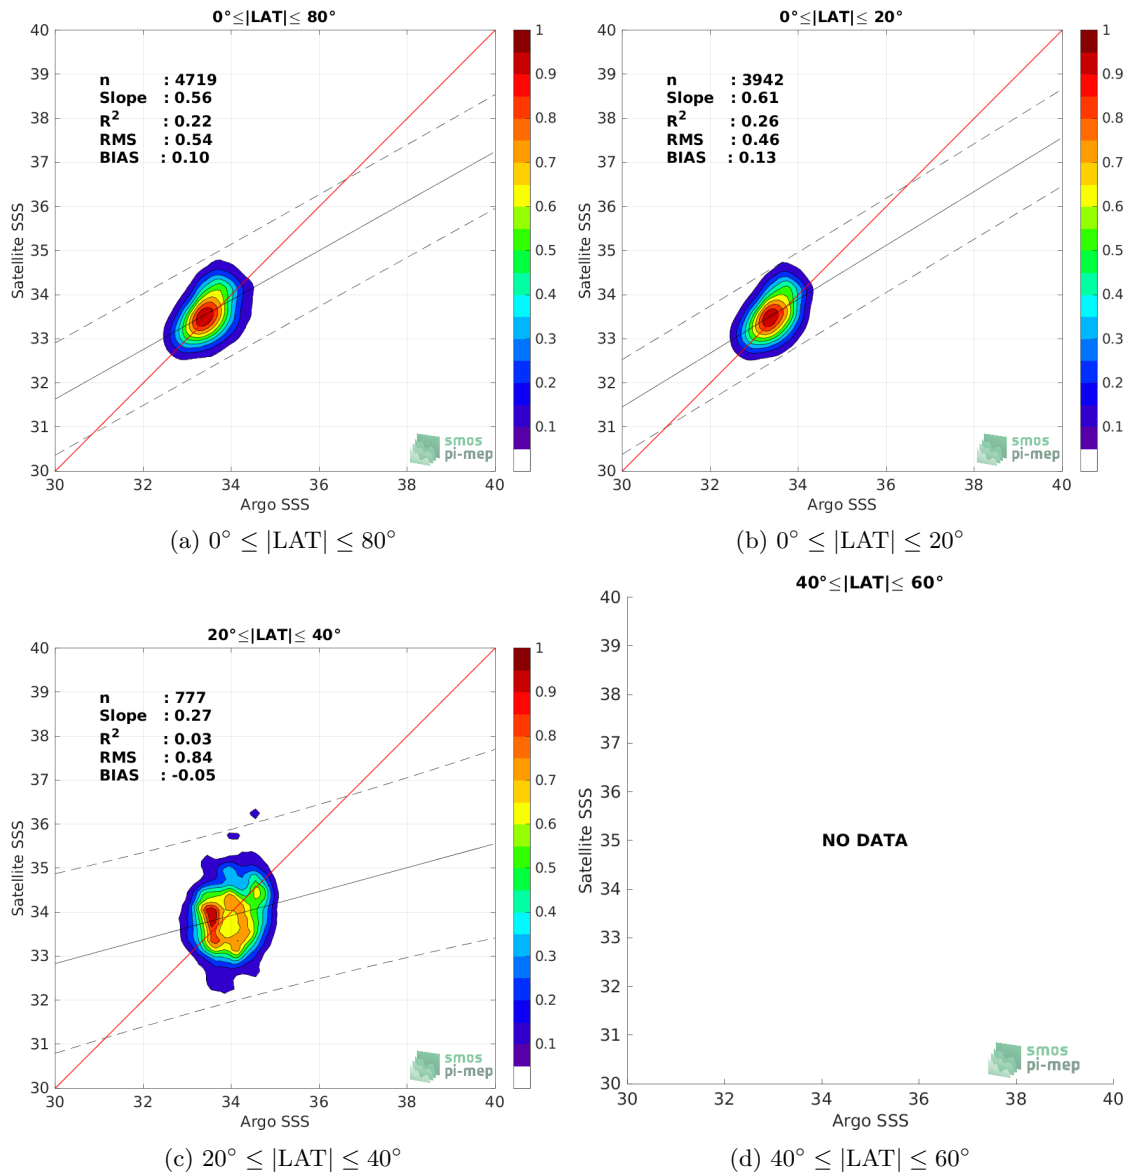 0°≤|LAT|≤ 80°
n : 4719
Slope : 0.56
R² : 0.22
RMS : 0.54
BIAS : 0.10
40
39
38
37
36
35
34
33
32
31
30
30 32 34 36 38 40
Satellite SSS
Argo SSS
1
0.9
0.8
0.7
0.6
0.5
0.4
0.3
0.2
0.1
smos
pi-mep
(a) 0° ≤ |LAT| ≤ 80°
0°≤|LAT|≤ 20°
n : 3942
Slope : 0.61
R² : 0.26
RMS : 0.46
BIAS : 0.13
40
39
38
37
36
35
34
33
32
31
30
30 32 34 36 38 40
Satellite SSS
Argo SSS
1
0.9
0.8
0.7
0.6
0.5
0.4
0.3
0.2
0.1
smos
pi-mep
(b) 0° ≤ |LAT| ≤ 20°
20°≤|LAT|≤ 40°
n : 777
Slope : 0.27
R² : 0.03
RMS : 0.84
BIAS : -0.05
40
39
38
37
36
35
34
33
32
31
30
30 32 34 36 38 40
Satellite SSS
Argo SSS
1
0.9
0.8
0.7
0.6
0.5
0.4
0.3
0.2
0.1
smos
pi-mep
(c) 20° ≤ |LAT| ≤ 40°
40°≤|LAT|≤ 60°
40
39
38
37
36
35
34
33
32
31
30
30 32 34 36 38 40
Satellite SSS
NO DATA
Argo SSS
smos
pi-mep
(d) 40° ≤ |LAT| ≤ 60°